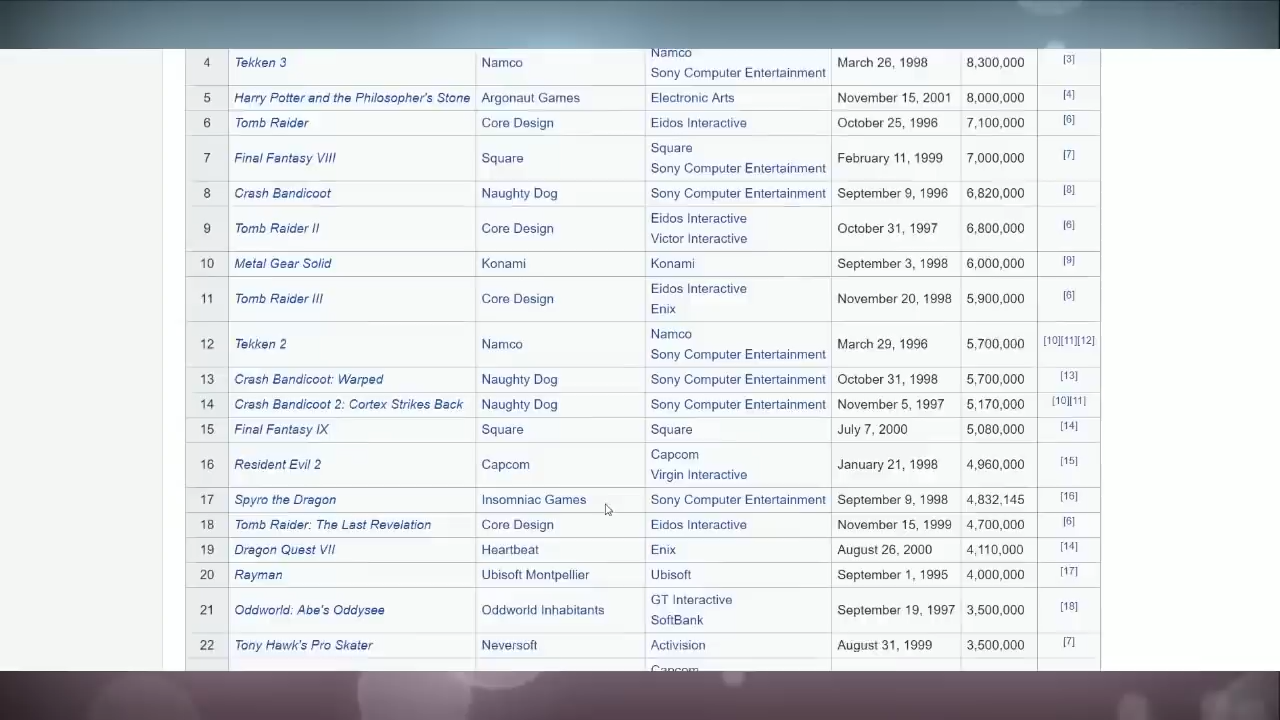 Namco
4 Tekken 3 Namco March 26, 1998 8,300,000 [3]
Sony Computer Entertainment
5 Harry Potter and the Philosopher's Stone Argonaut Games Electronic Arts November 15, 2001 8,000,000 [4]
6 Tomb Raider Core Design Eidos Interactive October 25, 1996 7,100,000 [6]
Square
7 Final Fantasy VIII Square February 11, 1999 7,000,000 [7]
Sony Computer Entertainment
8 Crash Bandicoot Naughty Dog Sony Computer Entertainment September 9, 1996 6,820,000 [8]
Eidos Interactive
9 Tomb Raider II Core Design October 31, 1997 6,800,000 [6]
Victor Interactive
10 Metal Gear Solid Konami Konami September 3, 1998 6,000,000 [9]
Eidos Interactive
11 Tomb Raider III Core Design November 20, 1998 5,900,000 [6]
Enix
Namco
12 Tekken 2 Namco March 29, 1996 5,700,000 [10][11][12]
Sony Computer Entertainment
13 Crash Bandicoot: Warped Naughty Dog Sony Computer Entertainment October 31, 1998 5,700,000 [13]
14 Crash Bandicoot 2: Cortex Strikes Back Naughty Dog Sony Computer Entertainment November 5, 1997 5,170,000 [10][11]
15 Final Fantasy IX Square Square July 7, 2000 5,080,000 [14]
Capcom
16 Resident Evil 2 Capcom January 21, 1998 4,960,000 [15]
Virgin Interactive
17 Spyro the Dragon Insomniac Games Sony Computer Entertainment September 9, 1998 4,832,145 [16]
18 Tomb Raider: The Last Revelation Core Design Eidos Interactive November 15, 1999 4,700,000 [6]
19 Dragon Quest VII Heartbeat Enix August 26, 2000 4,110,000 [14]
20 Rayman Ubisoft Montpellier Ubisoft September 1, 1995 4,000,000 [17]
GT Interactive
21 Oddworld: Abe's Oddysee Oddworld Inhabitants September 19, 1997 3,500,000 [18]
SoftBank
22 Tony Hawk's Pro Skater Neversoft Activision August 31, 1999 3,500,000 [7]
Capcom